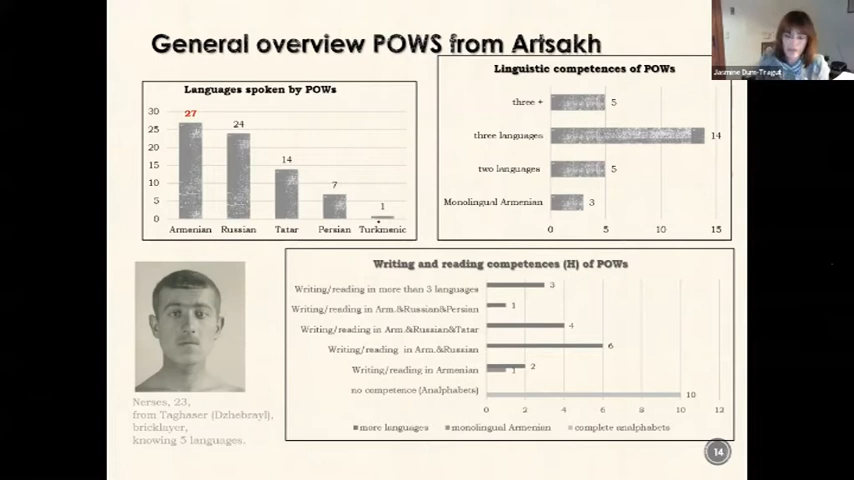 General overview POWS from Artsakh
Jasmine Dum-Tragut
Languages spoken by POWs
30
25
20
15
10
5
0
27
24
14
7
1
Armenian Russian Tatar Persian Turkmenic
Linguistic competences of POWs
three + 5
three languages 14
two languages 5
Monolingual Armenian 3
0 5 10 15
Writing and reading competences (H) of POWs
Writing/reading in more than 3 languages 3
Writing/reading in Arm.&Russian&Persian 1
Writing/reading in Arm.&Russian&Tatar 4
Writing/reading in Arm.&Russian 6
Writing/reading in Armenian 2
1
no competence (Analphabets) 10
0 2 4 6 8 10 12
more languages monolingual Armenian complete analphabets
Nerses, 23,
from Taghaser (Dzhebrayl),
bricklayer,
knowing 5 languages.
14